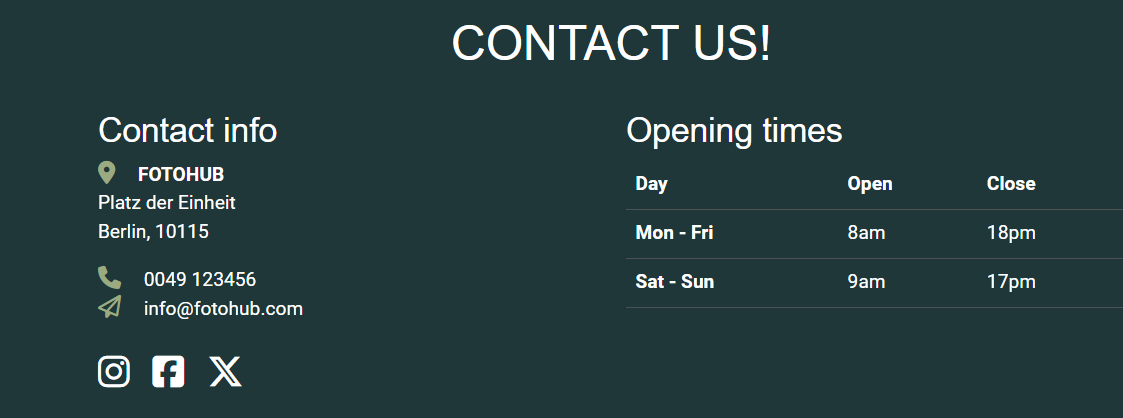 CONTACT US!
Contact info
FOTOHUB
Platz der Einheit
Berlin, 10115
0049 123456
info@fotohub.com
Opening times
Day Open Close
Mon - Fri 8am 18pm
Sat - Sun 9am 17pm